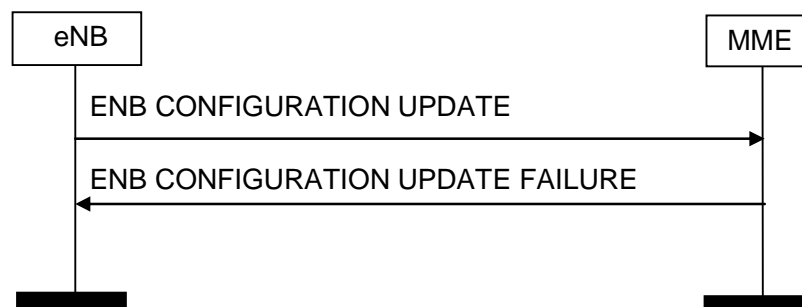 eNB
MME
ENB CONFIGURATION UPDATE
ENB CONFIGURATION UPDATE FAILURE